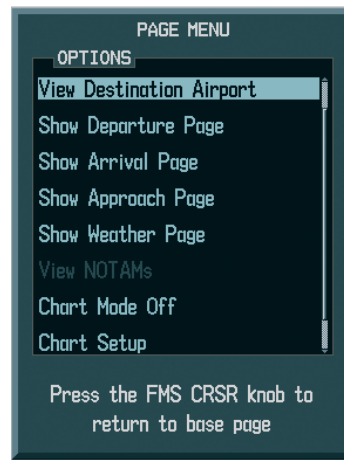 PAGE MENU
OPTIONS
View Destination Airport
Show Departure Page
Show Arrival Page
Show Approach Page
Show Weather Page
View NOTAMs
Chart Mode Off
Chart Setup
Press the FMS CRSR knob to
return to base page